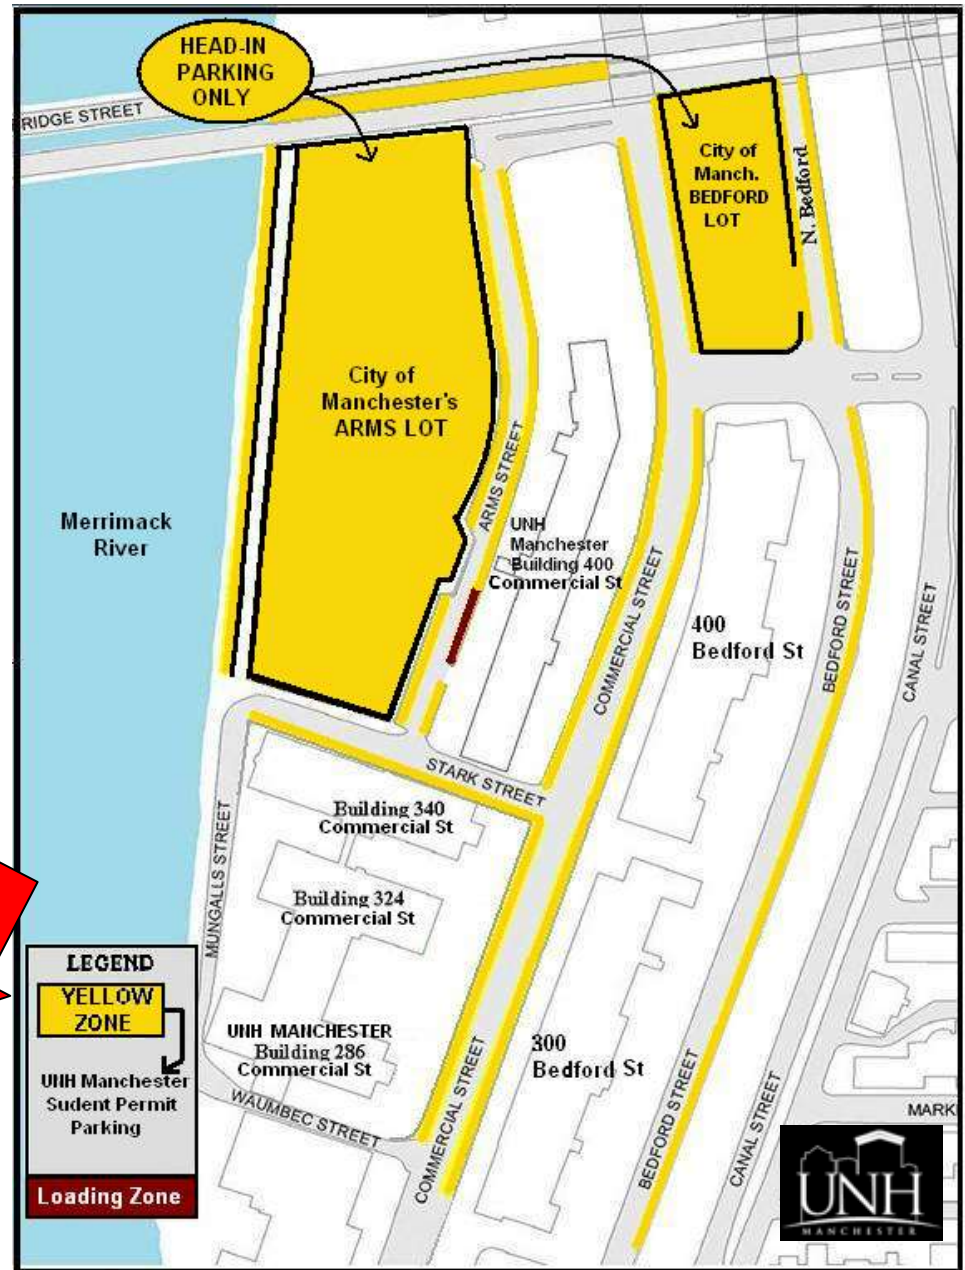 HEAD-IN
PARKING
ONLY
RIDGE STREET
City of
Manch.
BEDFORD
LOT
N. Bedford
City of
Manchester's
ARMS LOT
ARMS STREET
Merrimack
River
UNH
Manchester
Building 400
Commercial St
COMMERCIAL STREET
400
Bedford St
BEDFORD STREET
CANAL STREET
STARK STREET
Building 340
Commercial St
MUNGALLS STREET
Building 324
Commercial St
UNH MANCHESTER
Building 286
Commercial St
WAUMBEC STREET
COMMERCIAL STREET
300
Bedford St
BEDFORD STREET
CANAL STREET
MARK
LEGEND
YELLOW
ZONE
UNH Manchester
Sudent Permit
Parking
Loading Zone
UNH
MANCHESTER